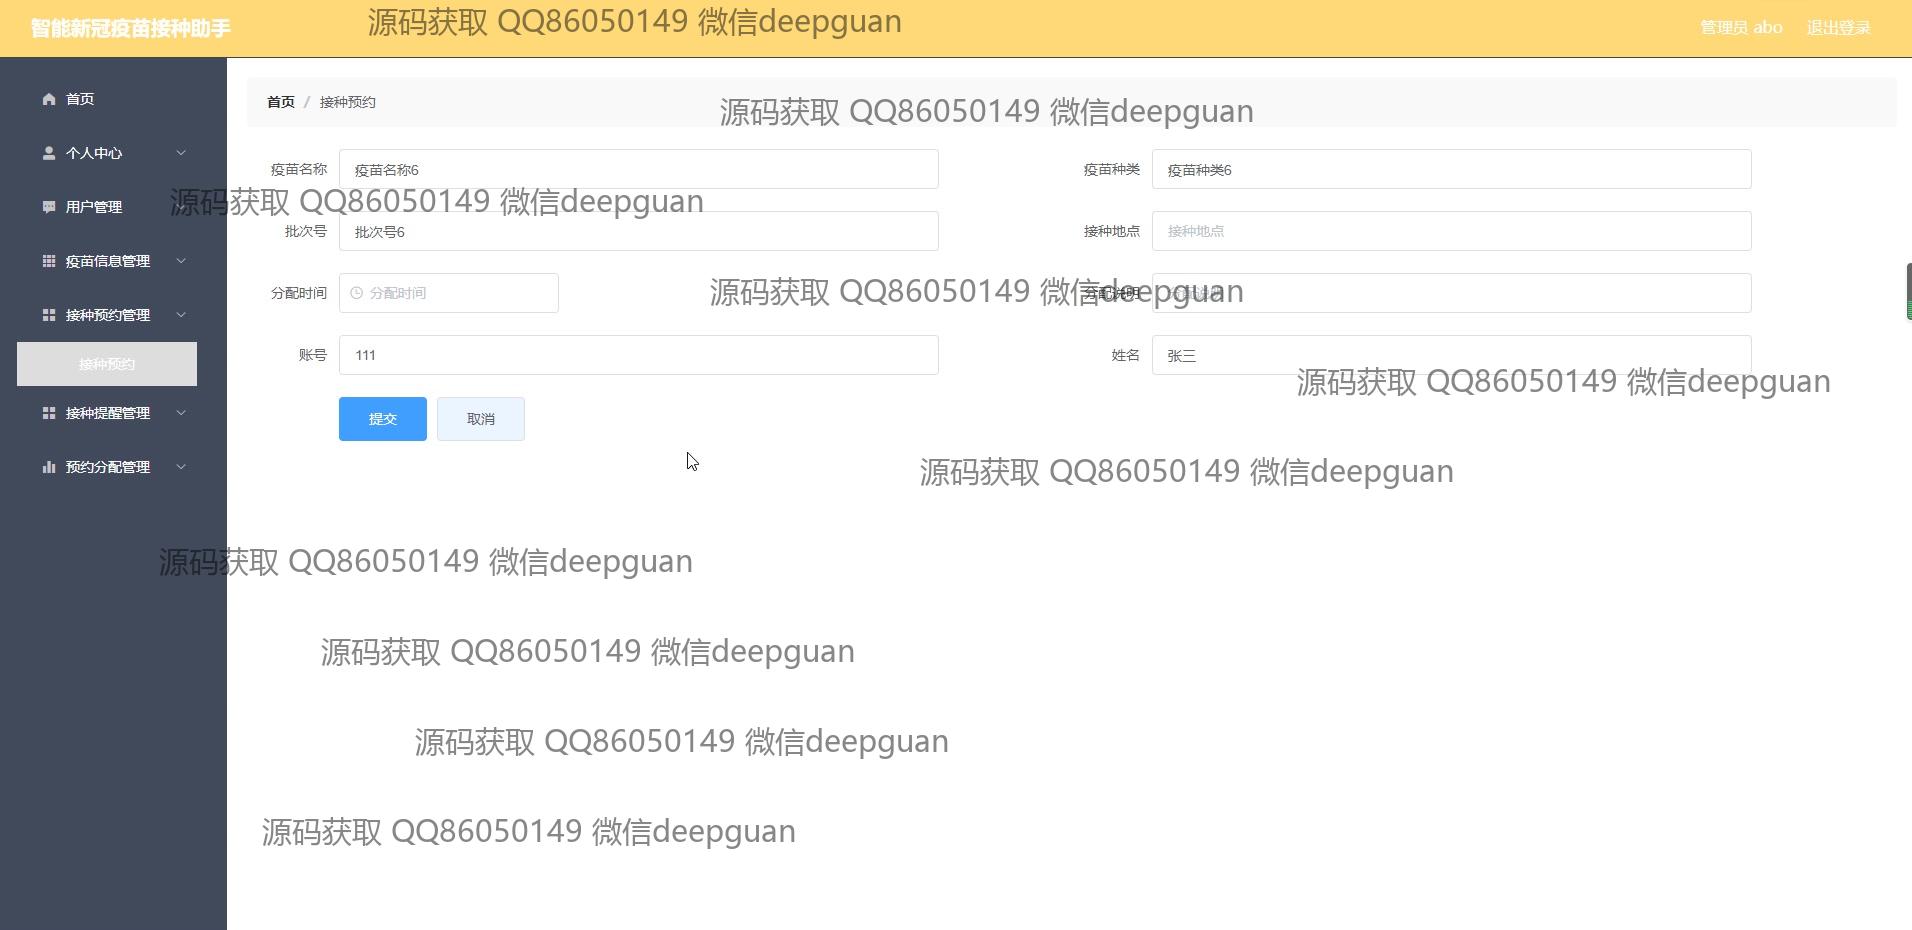 智能新冠疫苗接种助手
源码获取 QQ86050149 微信deepguan
管理员 abo
退出登录
首页
个人中心
用户管理
疫苗信息管理
接种预约管理
接种预约
接种提醒管理
预约分配管理
首页 / 接种预约
源码获取 QQ86050149 微信deepguan
疫苗名称 疫苗名称6
疫苗种类 疫苗种类6
源码获取 QQ86050149 微信deepguan
批次号 批次号6
接种地点 接种地点
分配时间 分配时间
源码获取 QQ86050149 微信deepguan
分配说明 分配说明
账号 111
姓名 张三
源码获取 QQ86050149 微信deepguan
提交 取消
源码获取 QQ86050149 微信deepguan
源码获取 QQ86050149 微信deepguan
源码获取 QQ86050149 微信deepguan
源码获取 QQ86050149 微信deepguan
源码获取 QQ86050149 微信deepguan